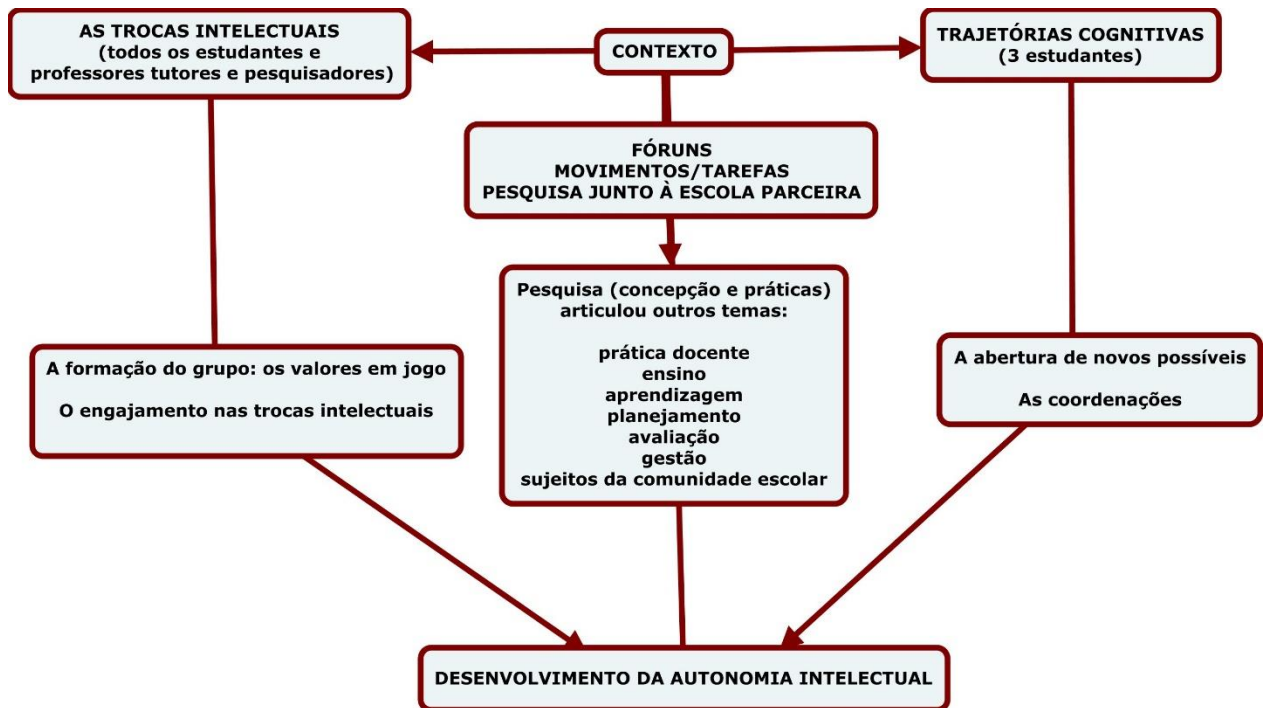 AS TROCAS INTELECTUAIS
(todos os estudantes e
professores tutores e pesquisadores)
CONTEXTO
TRAJETÓRIAS COGNITIVAS
(3 estudantes)
FÓRUNS
MOVIMENTOS/TAREFAS
PESQUISA JUNTO À ESCOLA PARCEIRA
Pesquisa (concepção e práticas)
articulou outros temas:
prática docente
ensino
aprendizagem
planejamento
avaliação
gestão
sujeitos da comunidade escolar
A formação do grupo: os valores em jogo
O engajamento nas trocas intelectuais
A abertura de novos possíveis
As coordenações
DESENVOLVIMENTO DA AUTONOMIA INTELECTUAL